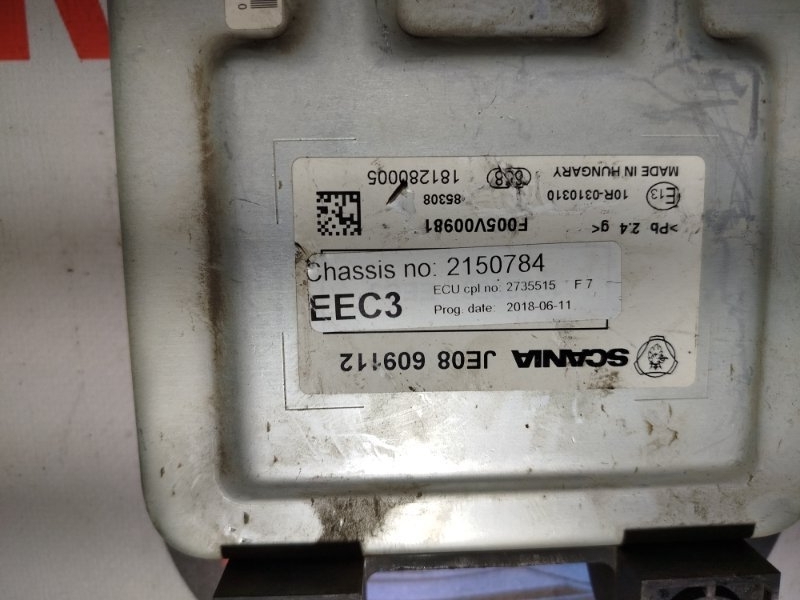 Chassis no: 2150784
ECU cpl no: 2735515 F 7
EEC3
Prog. date: 2018-06-11
SCANIA JE08 609112
>Pb 2.4 g<
F005V00981
E13
10R-0310310
85308
MADE IN HUNGARY
181280005
0